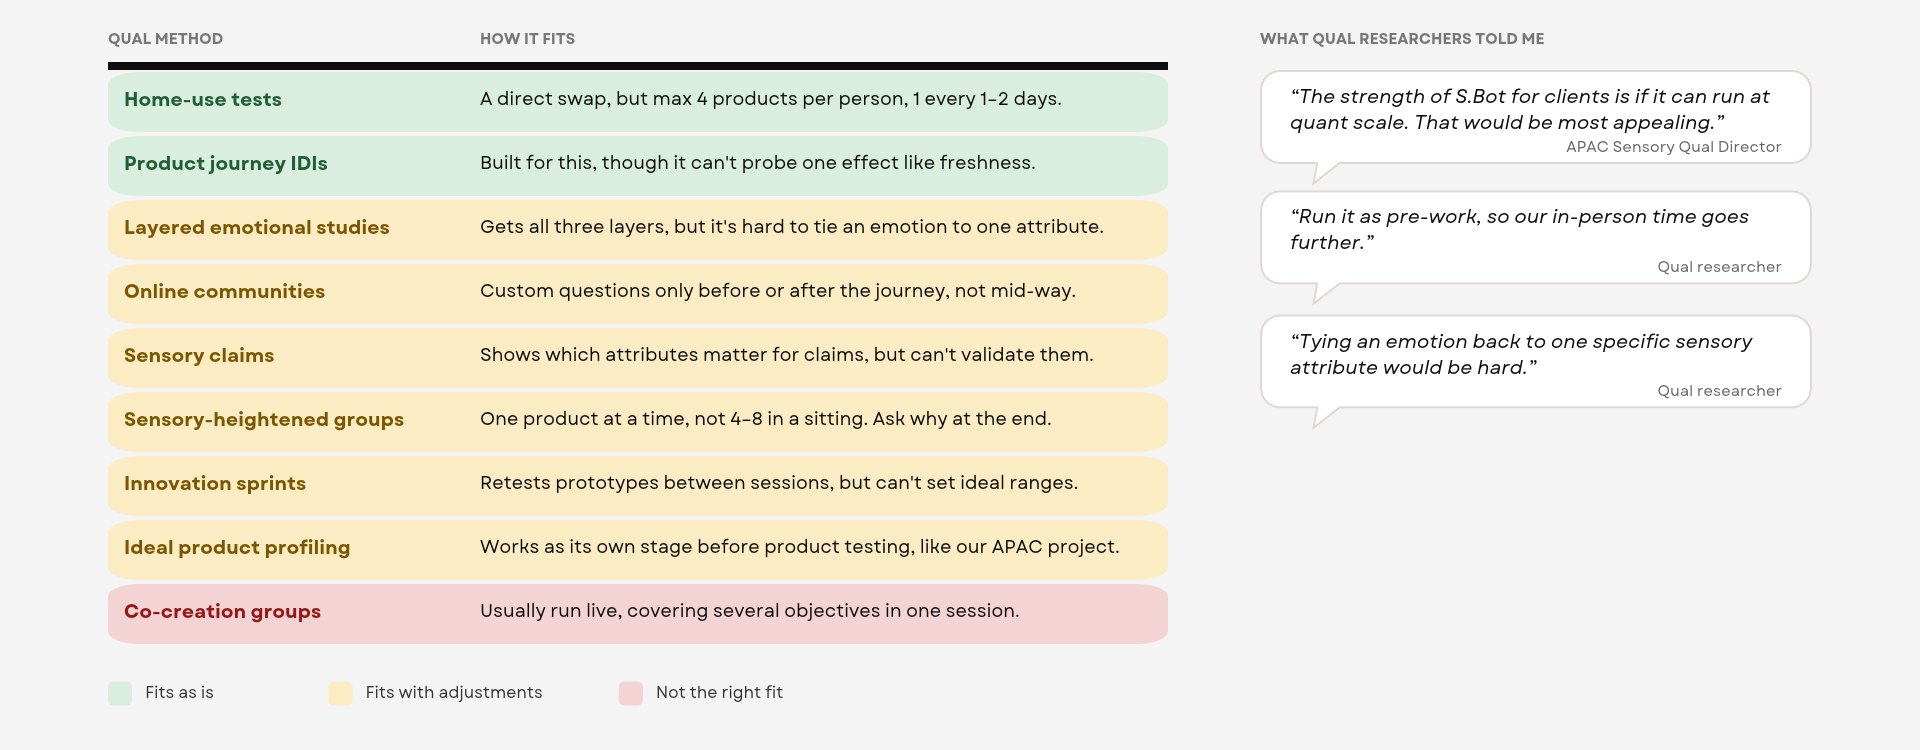 QUAL METHOD HOW IT FITS
Home-use tests A direct swap, but max 4 products per person, 1 every 1–2 days.
Product journey IDIs Built for this, though it can't probe one effect like freshness.
Layered emotional studies Gets all three layers, but it's hard to tie an emotion to one attribute.
Online communities Custom questions only before or after the journey, not mid-way.
Sensory claims Shows which attributes matter for claims, but can't validate them.
Sensory-heightened groups One product at a time, not 4–8 in a sitting. Ask why at the end.
Innovation sprints Retests prototypes between sessions, but can't set ideal ranges.
Ideal product profiling Works as its own stage before product testing, like our APAC project.
Co-creation groups Usually run live, covering several objectives in one session.
Fits as is Fits with adjustments Not the right fit
WHAT QUAL RESEARCHERS TOLD ME
“The strength of S.Bot for clients is if it can run at
quant scale. That would be most appealing.”
APAC Sensory Qual Director
“Run it as pre-work, so our in-person time goes
further.”
Qual researcher
“Tying an emotion back to one specific sensory
attribute would be hard.”
Qual researcher